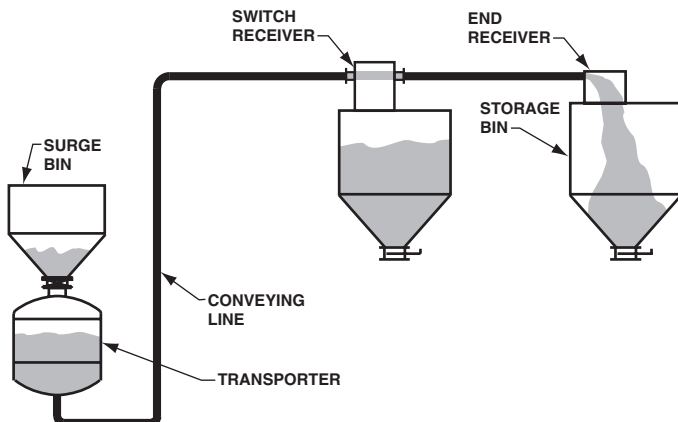 SWITCH
RECEIVER
END
RECEIVER
STORAGE
BIN
SURGE
BIN
CONVEYING
LINE
TRANSPORTER